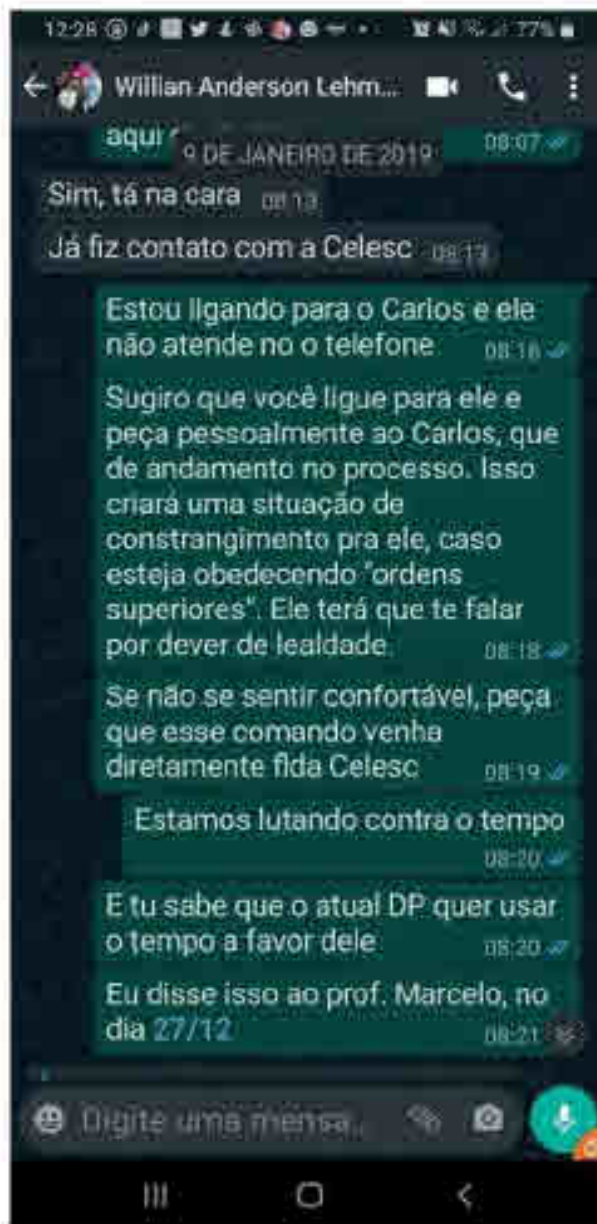 12:28 77%
Willian Anderson Lehm...
aqui 08:07
9 DE JANEIRO DE 2019
Sim, tá na cara 08:13
Já fiz contato com a Celesc 08:13
Estou ligando para o Carlos e ele
não atende no o telefone 08:16
Sugiro que você ligue para ele e
peça pessoalmente ao Carlos, que
de andamento no processo. Isso
criará uma situação de
constrangimento pra ele, caso
esteja obedecendo "ordens
superiores". Ele terá que te falar
por dever de lealdade. 08:18
Se não se sentir confortável, peça
que esse comando venha
diretamente flda Celesc 08:19
Estamos lutando contra o tempo
08:20
E tu sabe que o atual DP quer usar
o tempo a favor dele 08:20
Eu disse isso ao prof. Marcelo, no
dia 27/12 08:21
Digite uma mensa...